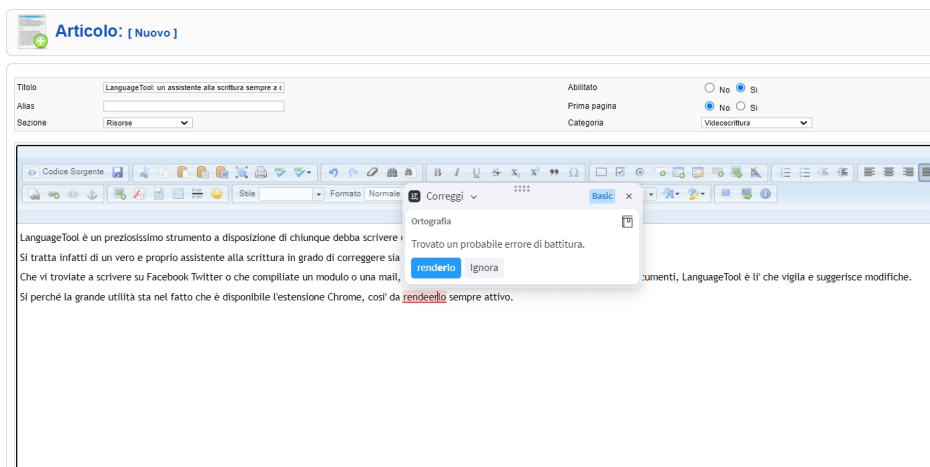 Articolo: [ Nuovo ]
Titolo LanguageTool: un assistente alla scrittura sempre a Abilitato No Si
Alias Prima pagina No Si
Sezione Risorse Categoria Videoscrittura
Codice Sorgente
Stile Formato Normale
Correggi Basic
Ortografia
Trovato un probabile errore di battitura.
renderlo Ignora
LanguageTool è un preziosissimo strumento a disposizione di chiunque debba scrivere
Si tratta infatti di un vero e proprio assistente alla scrittura in grado di correggere sia
Che vi troviate a scrivere su Facebook Twitter o che compiliate un modulo o una mail, cumenti, LanguageTool è li' che vigila e suggerisce modifiche.
Si perché la grande utilità sta nel fatto che è disponibile l'estensione Chrome, cosi' da rendeerlo sempre attivo.